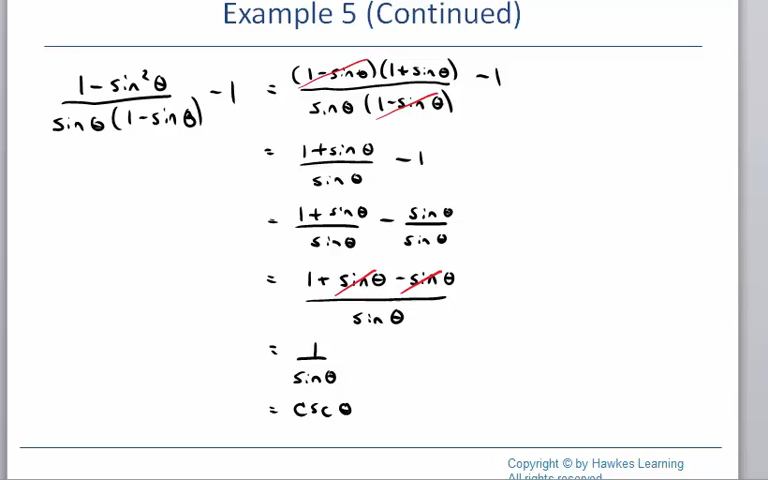 Example 5 (Continued)
(1-sin²θ)/(sinθ(1-sinθ)) -1 = ((1-sinθ)(1+sinθ))/(sinθ(1-sinθ)) -1
= (1+sinθ)/(sinθ) -1
= (1+sinθ)/(sinθ) - (sinθ)/(sinθ)
= (1+sinθ-sinθ)/(sinθ)
= 1/(sinθ)
= cscθ
Copyright © by Hawkes Learning
All rights reserved